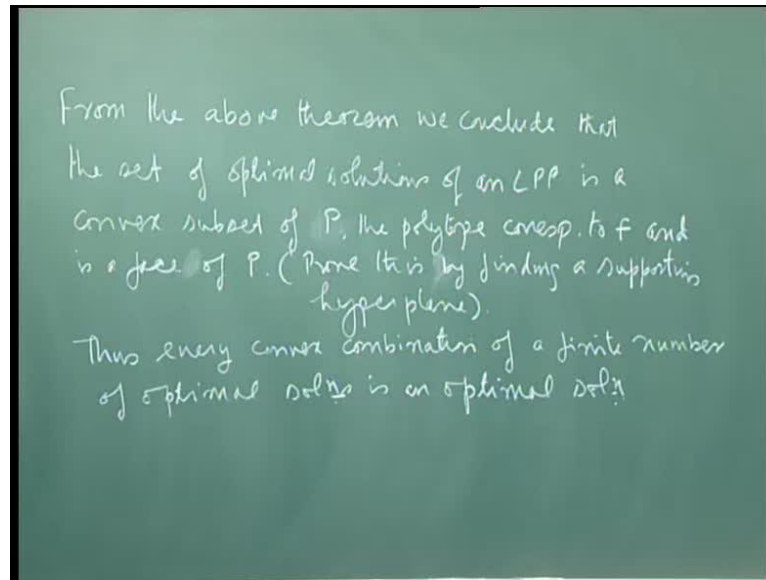 From the above theorem we conclude that
the set of optimal solutions of an LPP is a
convex subset of P, the polytope corresp. to f and
is a face of P. (Prove this by finding a supporting
hyperplane).
Thus every convex combination of a finite number
of optimal solns is an optimal soln